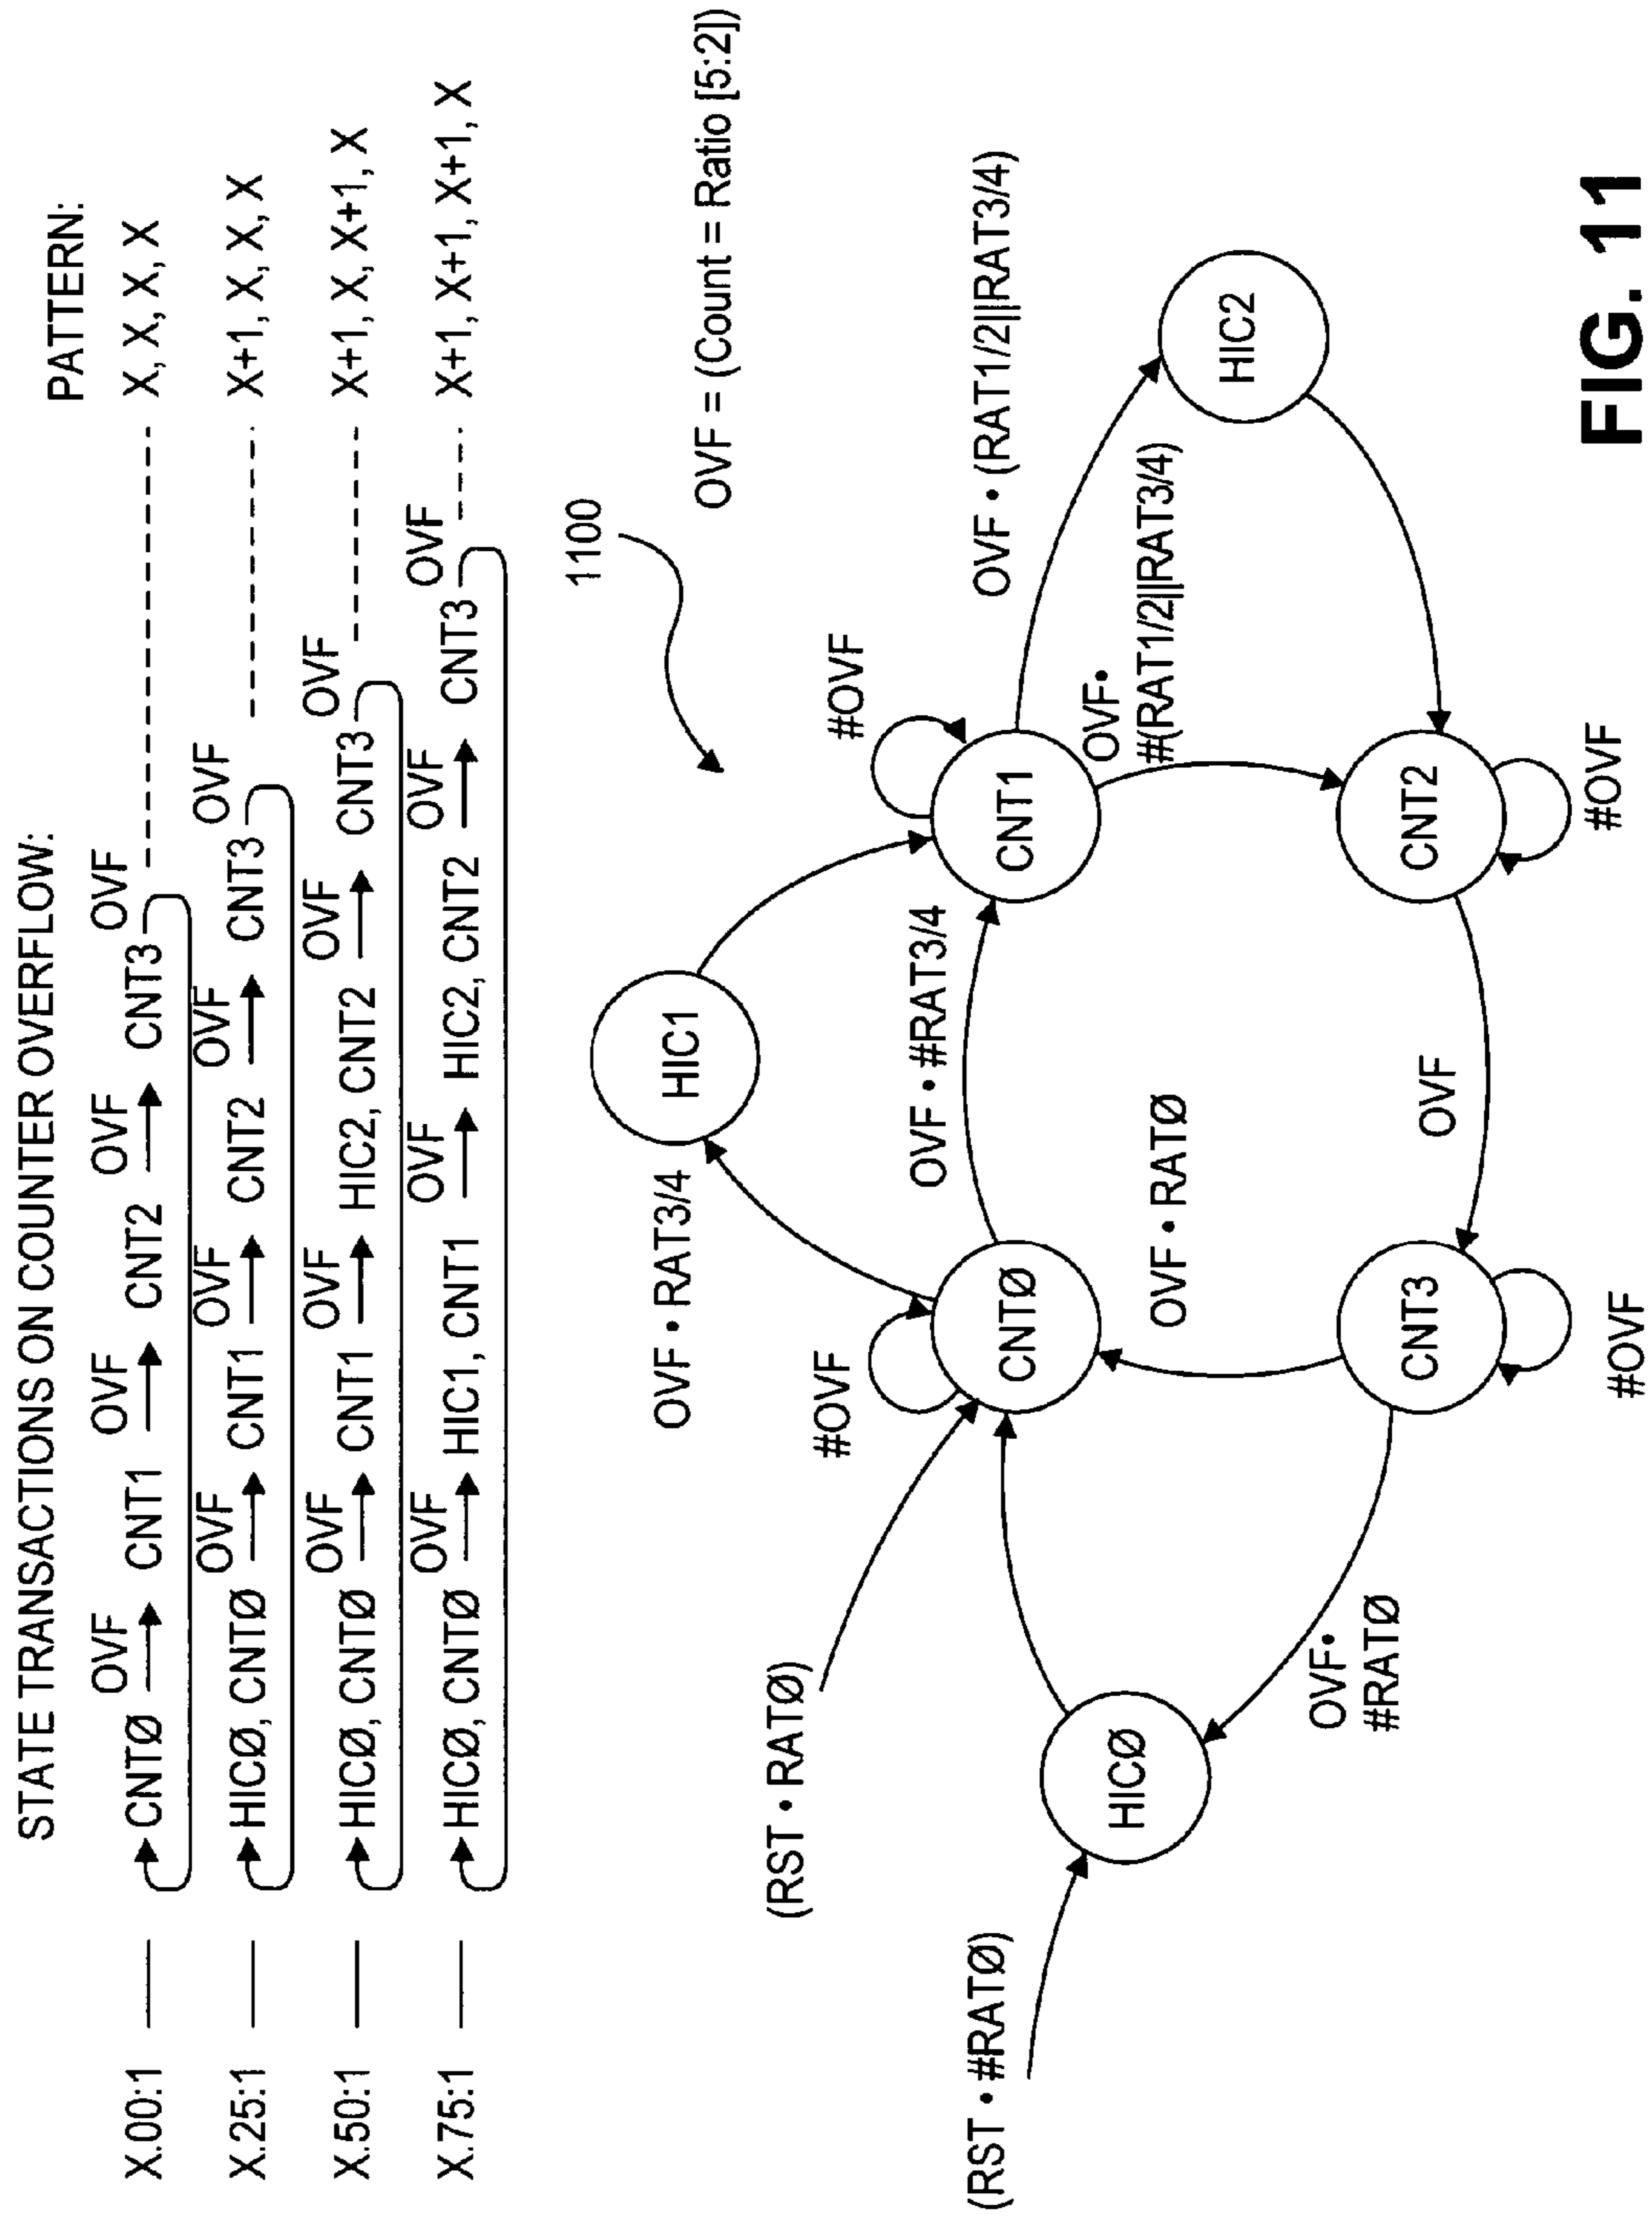 STATE TRANSACTIONS ON COUNTER OVERFLOW:
PATTERN:
X.00:1 CNTØ OVF CNT1 OVF CNT2 OVF CNT3 OVF X, X, X, X
X.25:1 HICØ, CNTØ OVF CNT1 OVF CNT2 OVF CNT3 OVF X+1, X, X, X
X.50:1 HICØ, CNTØ OVF CNT1 OVF HIC2, CNT2 OVF CNT3 OVF X+1, X, X+1, X
X.75:1 HICØ, CNTØ OVF HIC1, CNT1 OVF HIC2, CNT2 OVF CNT3 OVF X+1, X+1, X+1, X
1100
OVF = (Count = Ratio [5:2])
HIC1
OVF • RAT3/4
(RST • RATØ)
#OVF
#OVF
OVF • #RAT3/4
(RST • #RATØ)
HICØ
CNTØ
CNT1
OVF • (RAT1/2||RAT3/4)
OVF•
#(RAT1/2||RAT3/4)
HIC2
OVF • RATØ
OVF•
#RATØ
CNT3
OVF
CNT2
#OVF
#OVF
FIG. 11